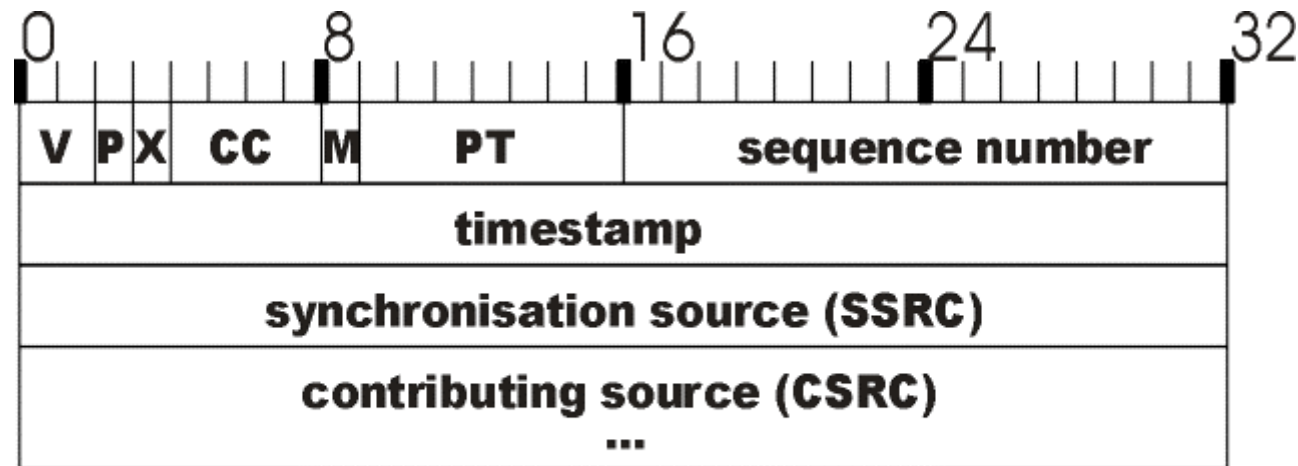 0 8 16 24 32
V P X CC M PT sequence number
timestamp
synchronisation source (SSRC)
contributing source (CSRC)
...